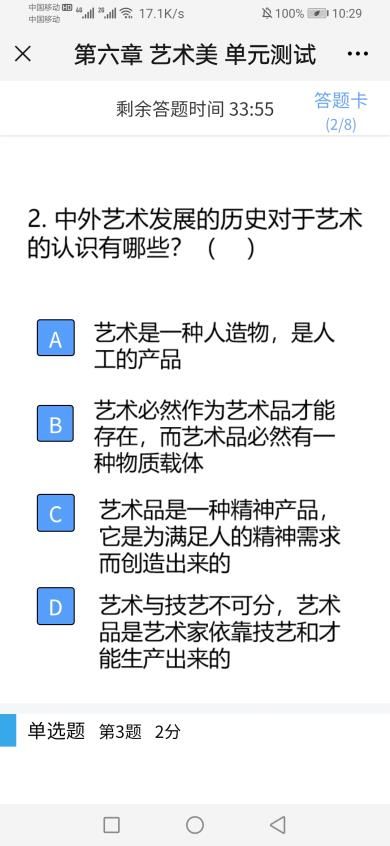 中国移动 HD 4G 2G 17.1K/s 100% 10:29
中国移动
第六章 艺术美 单元测试
剩余答题时间 33:55
答题卡
(2/8)
2. 中外艺术发展的历史对于艺术
的认识有哪些？（ ）
A 艺术是一种人造物，是人
工的产品
B 艺术必然作为艺术品才能
存在，而艺术品必然有一
种物质载体
C 艺术品是一种精神产品，
它是为满足人的精神需求
而创造出来的
D 艺术与技艺不可分，艺术
品是艺术家依靠技艺和才
能生产出来的
单选题 第3题 2分